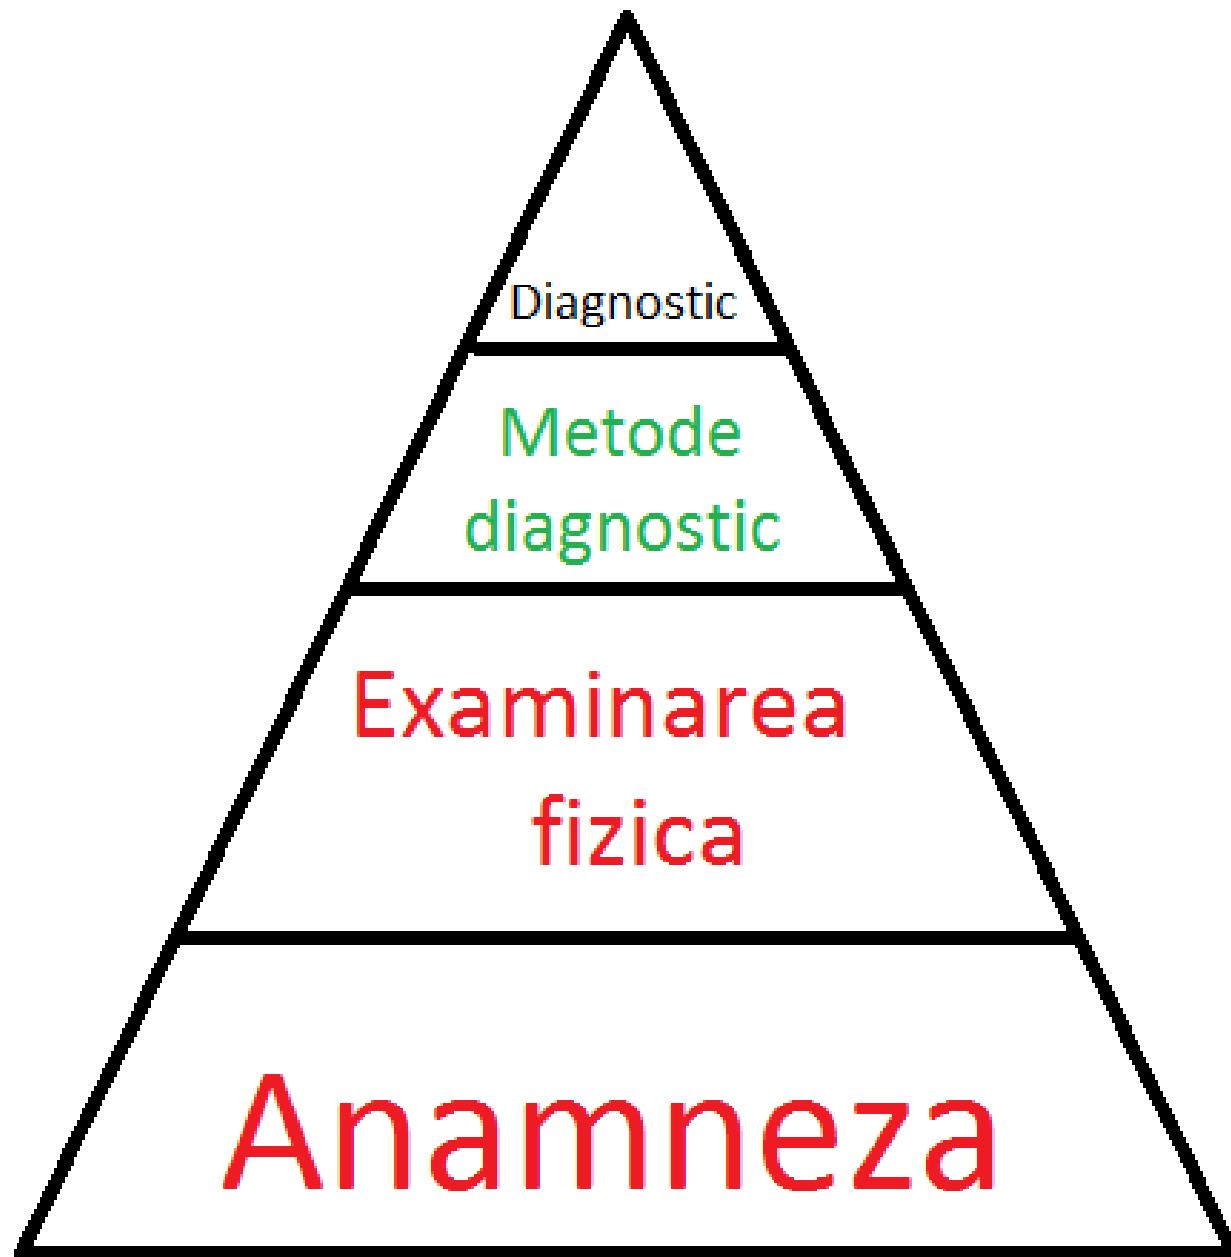 Diagnostic
Metode
diagnostic
Examinarea
fizica
Anamneza